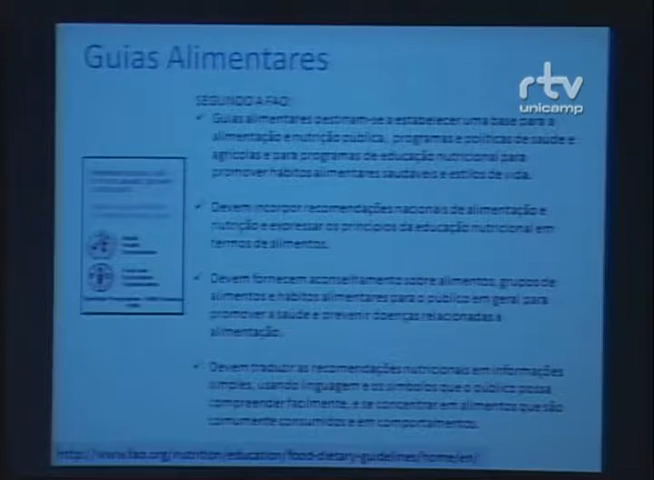 Guias Alimentares
rtv
unicamp
SEGUNDO A FAO:
✓ Guias alimentares destinam-se a estabelecer uma base para a
alimentação e nutrição pública, programas e políticas de saúde e
agrícolas e para programas de educação nutricional para
promover hábitos alimentares saudáveis e estilos de vida.
✓ Devem incorpor recomendações nacionais de alimentação e
nutrição e expressar os princípios da educação nutricional em
termos de alimentos.
✓ Devem fornecem aconselhamento sobre alimentos, grupos de
alimentos e hábitos alimentares para o público em geral para
promover a saúde e prevenir doenças relacionadas a
alimentação.
✓ Devem traduzir as recomendações nutricionais em informações
simples, usando linguagem e os símbolos que o público possa
compreender facilmente, e se concentrar em alimentos que são
comumente consumidos e em comportamentos.
http://www.fao.org/nutrition/education/food-dietary-guidelines/home/en/